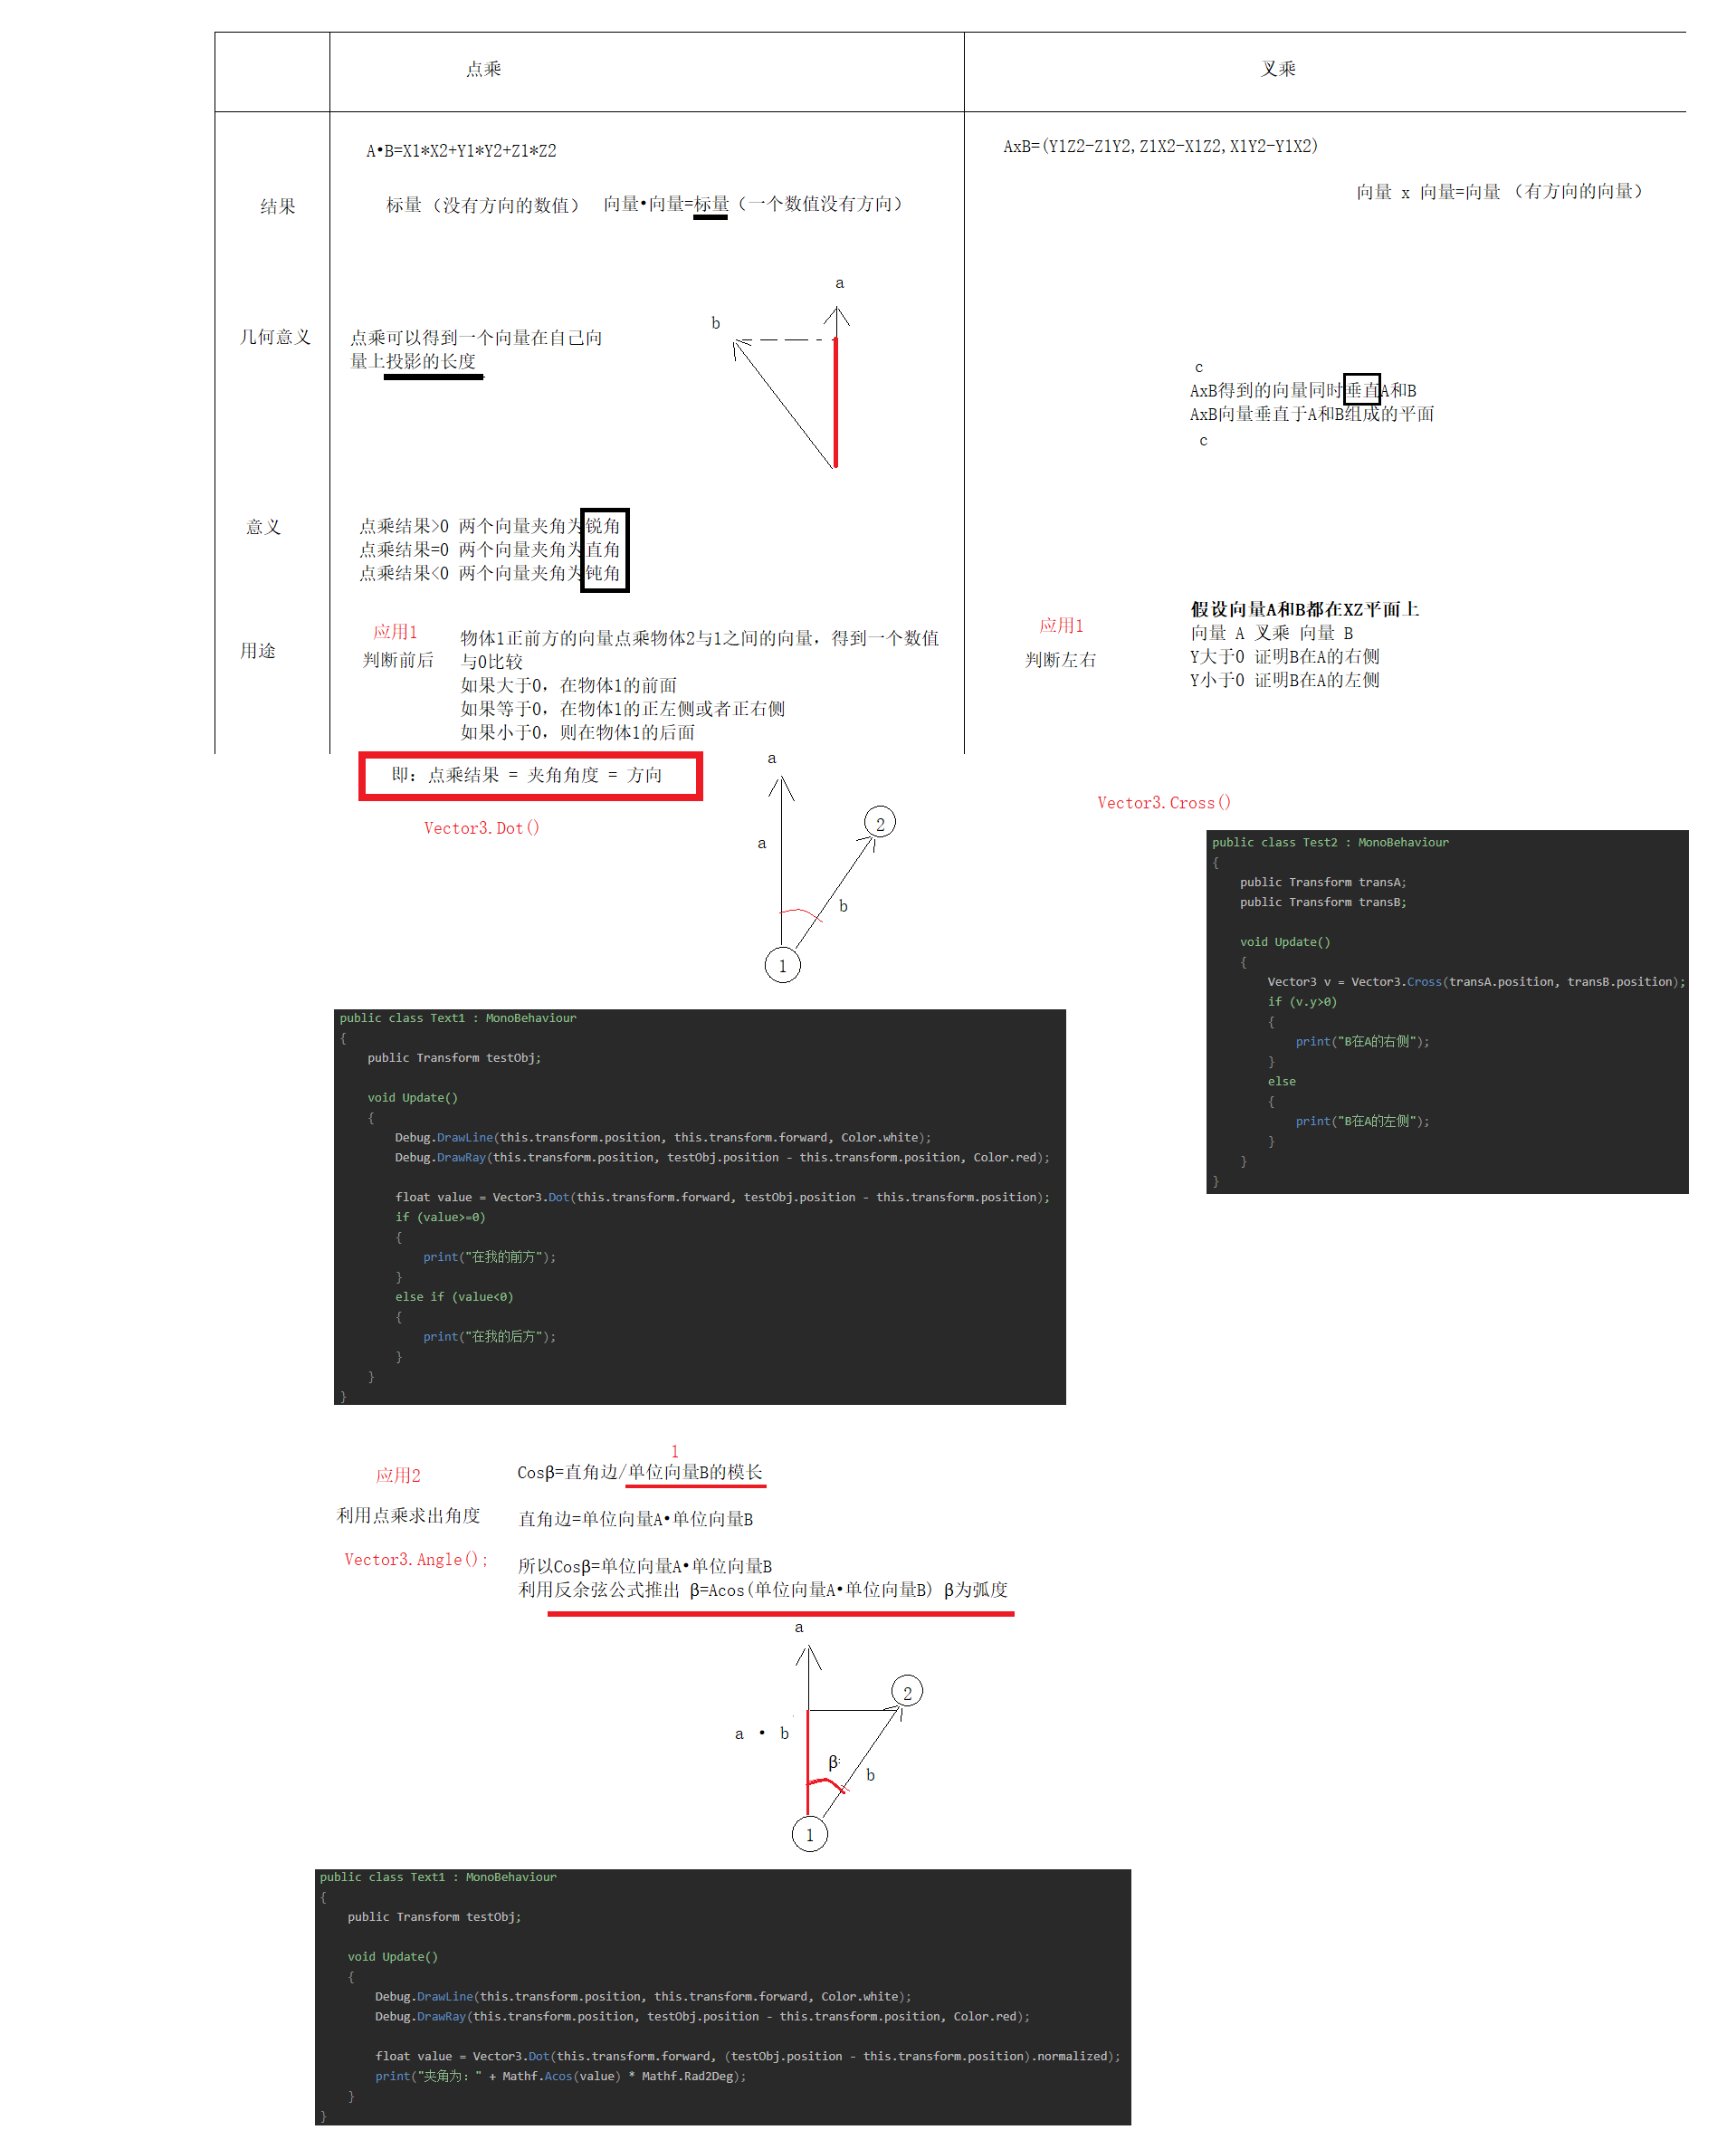 点乘
叉乘
结果
A•B=X1*X2+Y1*Y2+Z1*Z2
标量（没有方向的数值） 向量•向量=标量（一个数值没有方向）
AxB=(Y1Z2-Z1Y2,Z1X2-X1Z2,X1Y2-Y1X2)
向量 x 向量=向量 （有方向的向量）
几何意义
点乘可以得到一个向量在自己向
量上投影的长度
a
b
c
AxB得到的向量同时垂直A和B
AxB向量垂直于A和B组成的平面
c
意义
点乘结果>0 两个向量夹角为锐角
点乘结果=0 两个向量夹角为直角
点乘结果<0 两个向量夹角为钝角
用途
应用1
判断前后
物体1正前方的向量点乘物体2与1之间的向量，得到一个数值
与0比较
如果大于0，在物体1的前面
如果等于0，在物体1的正左侧或者正右侧
如果小于0，则在物体1的后面
应用1
判断左右
假设向量A和B都在XZ平面上
向量 A 叉乘 向量 B
Y大于0 证明B在A的右侧
Y小于0 证明B在A的左侧
即：点乘结果 = 夹角角度 = 方向
Vector3.Dot()
a
a
2
b
1
Vector3.Cross()
public class Test2 : MonoBehaviour
{
public Transform transA;
public Transform transB;
void Update()
{
Vector3 v = Vector3.Cross(transA.position, transB.position);
if (v.y>0)
{
print("B在A的右侧");
}
else
{
print("B在A的左侧");
}
}
}
public class Text1 : MonoBehaviour
{
public Transform testObj;
void Update()
{
Debug.DrawLine(this.transform.position, this.transform.forward, Color.white);
Debug.DrawRay(this.transform.position, testObj.position - this.transform.position, Color.red);
float value = Vector3.Dot(this.transform.forward, testObj.position - this.transform.position);
if (value>=0)
{
print("在我的前方");
}
else if (value<0)
{
print("在我的后方");
}
}
}
应用2
利用点乘求出角度
Vector3.Angle();
1
Cosβ=直角边/单位向量B的模长
直角边=单位向量A•单位向量B
所以Cosβ=单位向量A•单位向量B
利用反余弦公式推出 β=Acos(单位向量A•单位向量B) β为弧度
a
2
a • b
β
b
1
public class Text1 : MonoBehaviour
{
public Transform testObj;
void Update()
{
Debug.DrawLine(this.transform.position, this.transform.forward, Color.white);
Debug.DrawRay(this.transform.position, testObj.position - this.transform.position, Color.red);
float value = Vector3.Dot(this.transform.forward, (testObj.position - this.transform.position).normalized);
print("夹角为：" + Mathf.Acos(value) * Mathf.Rad2Deg);
}
}